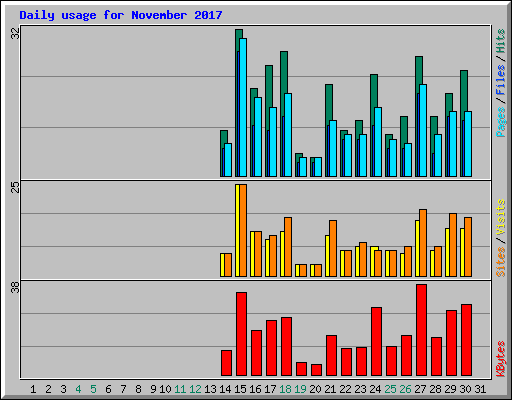 Daily usage for November 2017
32
Pages / Files / Hits
25
Sites / Visits
38
KBytes
1 2 3 4 5 6 7 8 9 10 11 12 13 14 15 16 17 18 19 20 21 22 23 24 25 26 27 28 29 30 31